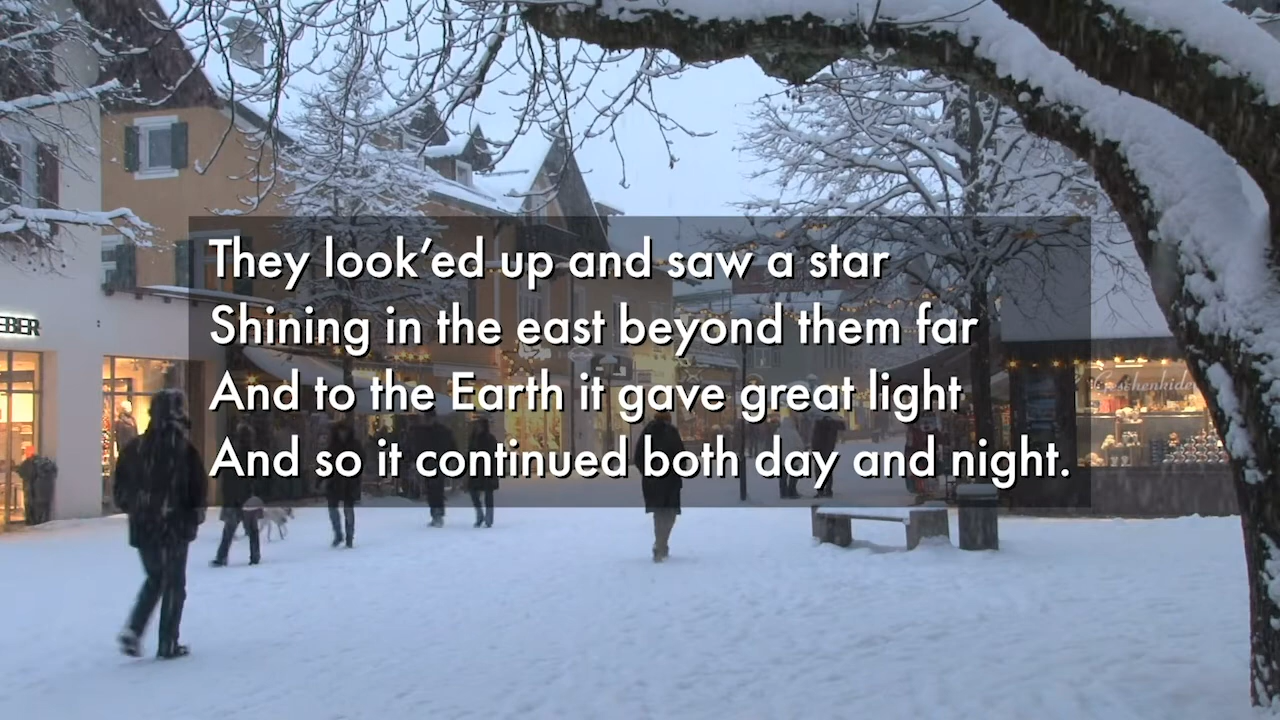 They look’ed up and saw a star
Shining in the east beyond them far
And to the Earth it gave great light
And so it continued both day and night.
EBER